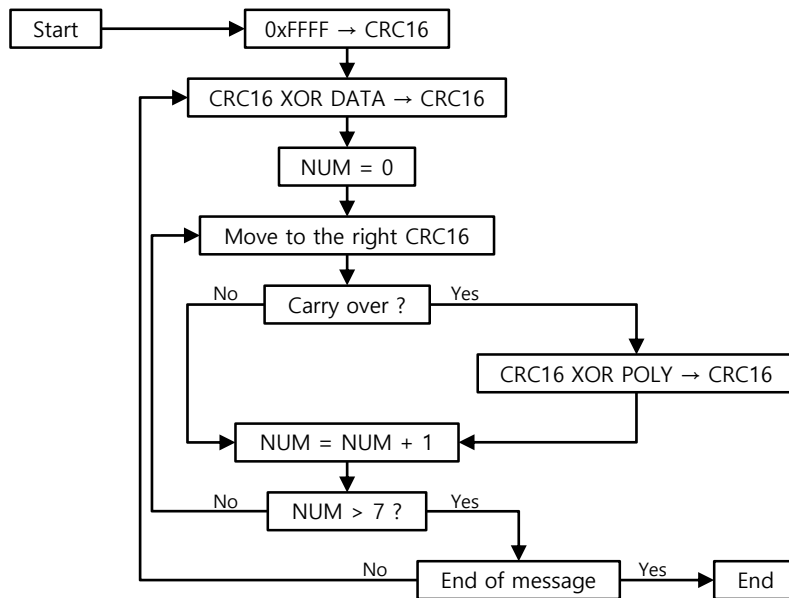 Start
0xFFFF → CRC16
CRC16 XOR DATA → CRC16
NUM = 0
Move to the right CRC16
No
Carry over ?
Yes
CRC16 XOR POLY → CRC16
NUM = NUM + 1
No
NUM > 7 ?
Yes
No
End of message
Yes
End